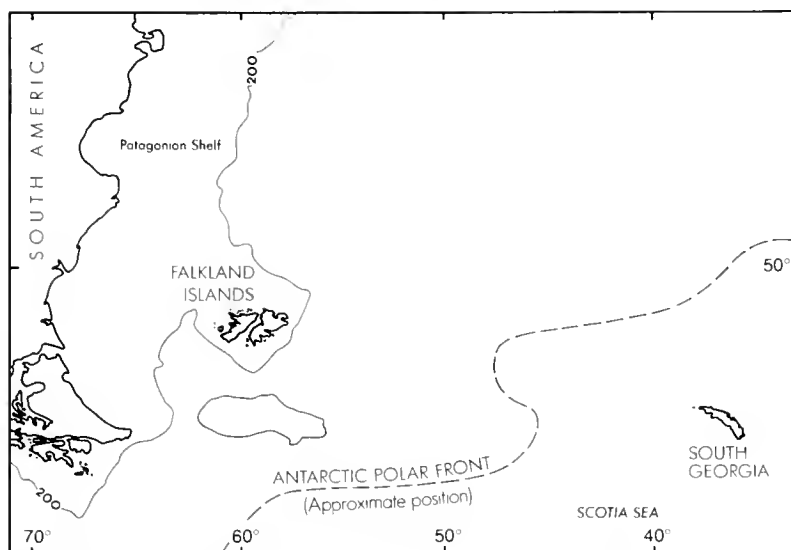 SOUTH AMERICA
200
Patagonian Shelf
FALKLAND
ISLANDS
50°
SOUTH
GEORGIA
ANTARCTIC POLAR FRONT
(Approximate position)
200
SCOTIA SEA
70°
60°
50°
40°